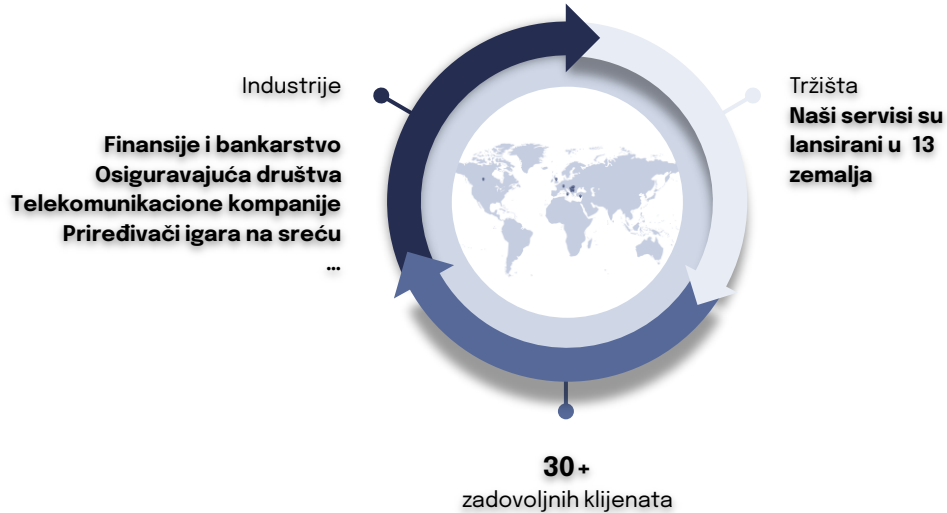 Industrije
Finansije i bankarstvo
Osiguravajuća društva
Telekomunikacione kompanije
Priređivači igara na sreću
...
Tržišta
Naši servisi su
lansirani u 13
zemalja
30+
zadovoljnih klijenata